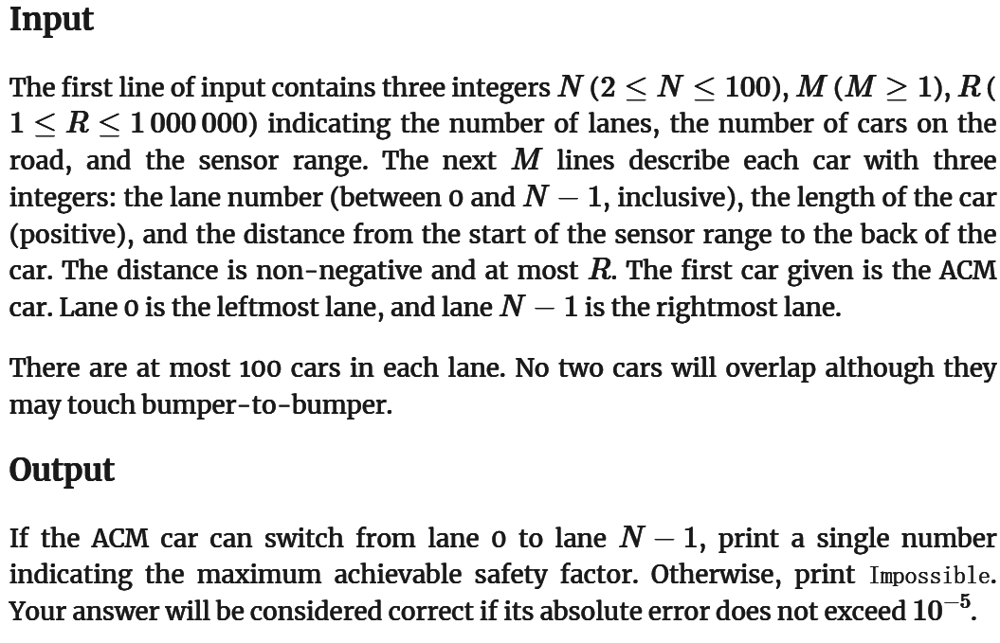 Input
The first line of input contains three integers N (2 ≤ N ≤ 100), M (M ≥ 1), R (
1 ≤ R ≤ 1 000 000) indicating the number of lanes, the number of cars on the
road, and the sensor range. The next M lines describe each car with three
integers: the lane number (between 0 and N − 1, inclusive), the length of the car
(positive), and the distance from the start of the sensor range to the back of the
car. The distance is non-negative and at most R. The first car given is the ACM
car. Lane 0 is the leftmost lane, and lane N − 1 is the rightmost lane.
There are at most 100 cars in each lane. No two cars will overlap although they
may touch bumper-to-bumper.
Output
If the ACM car can switch from lane 0 to lane N − 1, print a single number
indicating the maximum achievable safety factor. Otherwise, print Impossible.
Your answer will be considered correct if its absolute error does not exceed 10⁻⁵.